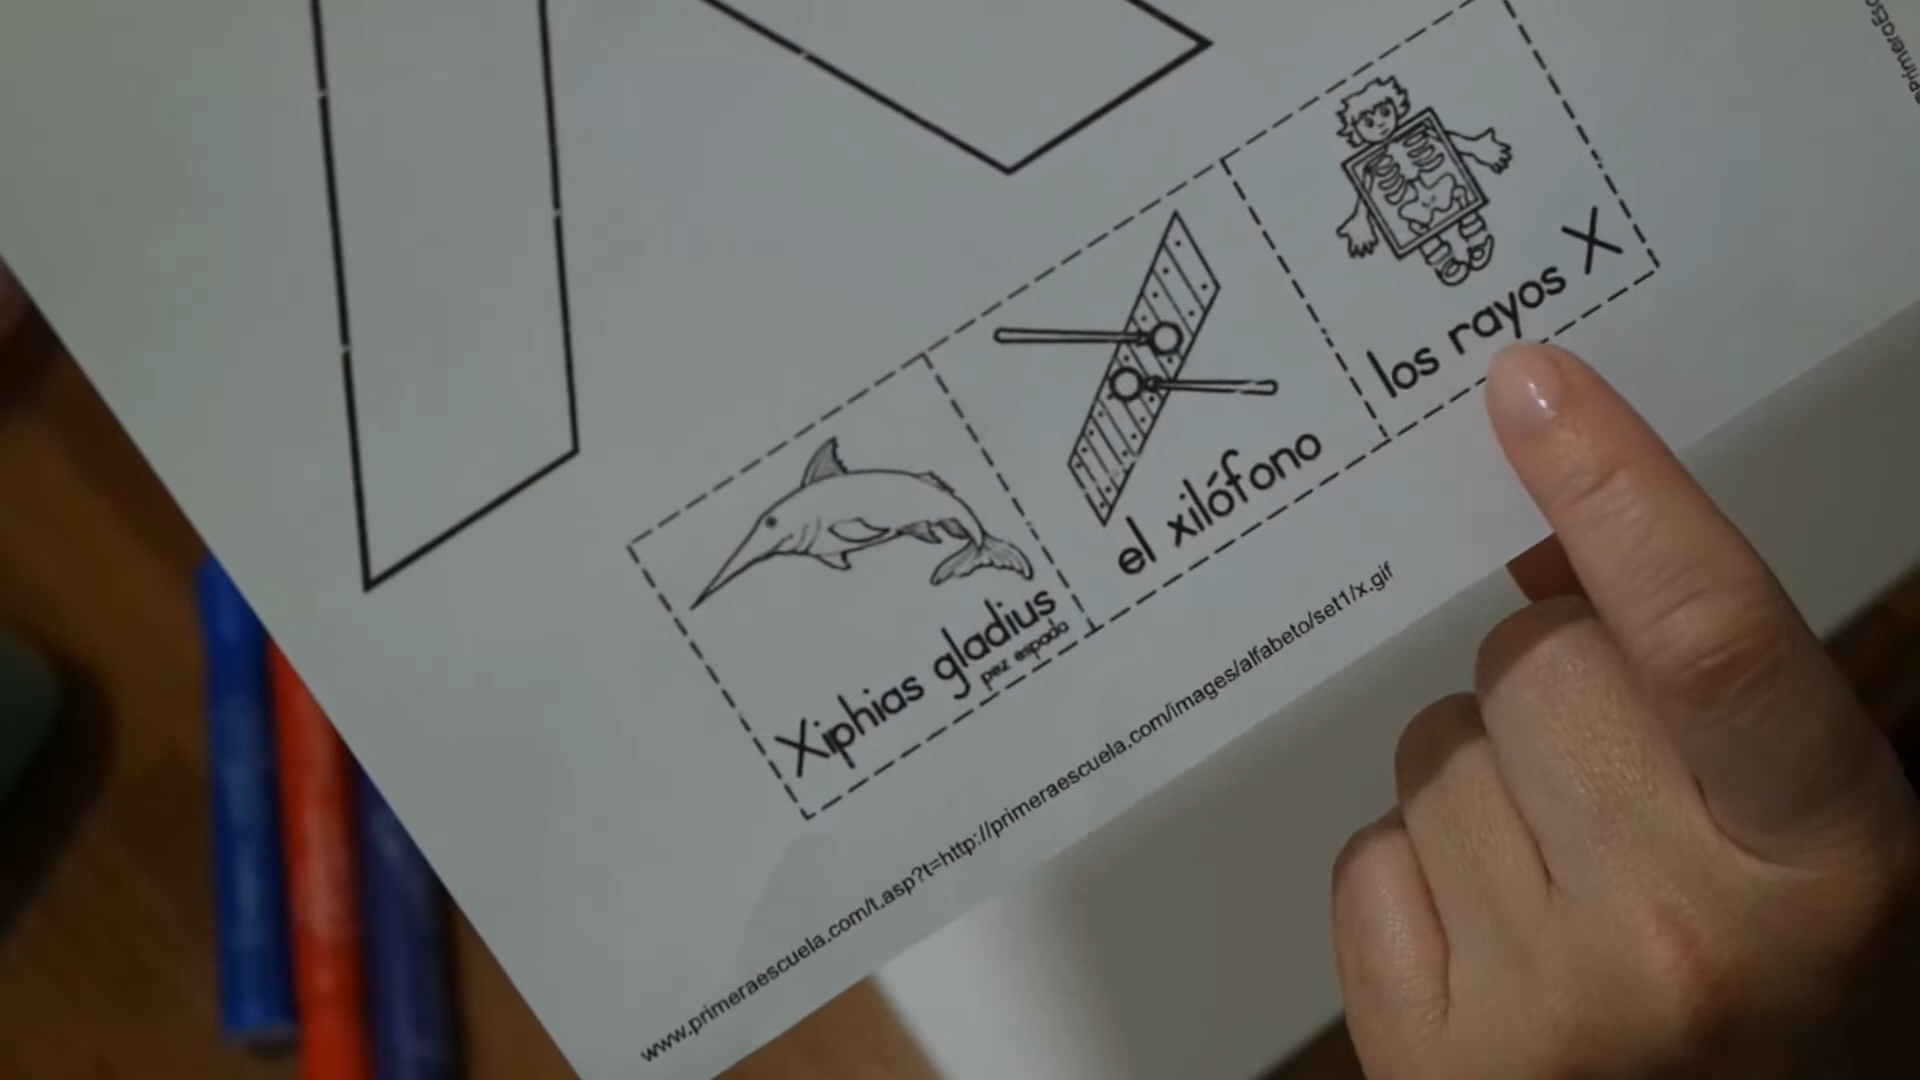 Xiphias gladius
pez espada
el xilófono
los rayos X
www.primeraescuela.com/t.asp?t=http://primeraescuela.com/images/alfabeto/set1/x.gif